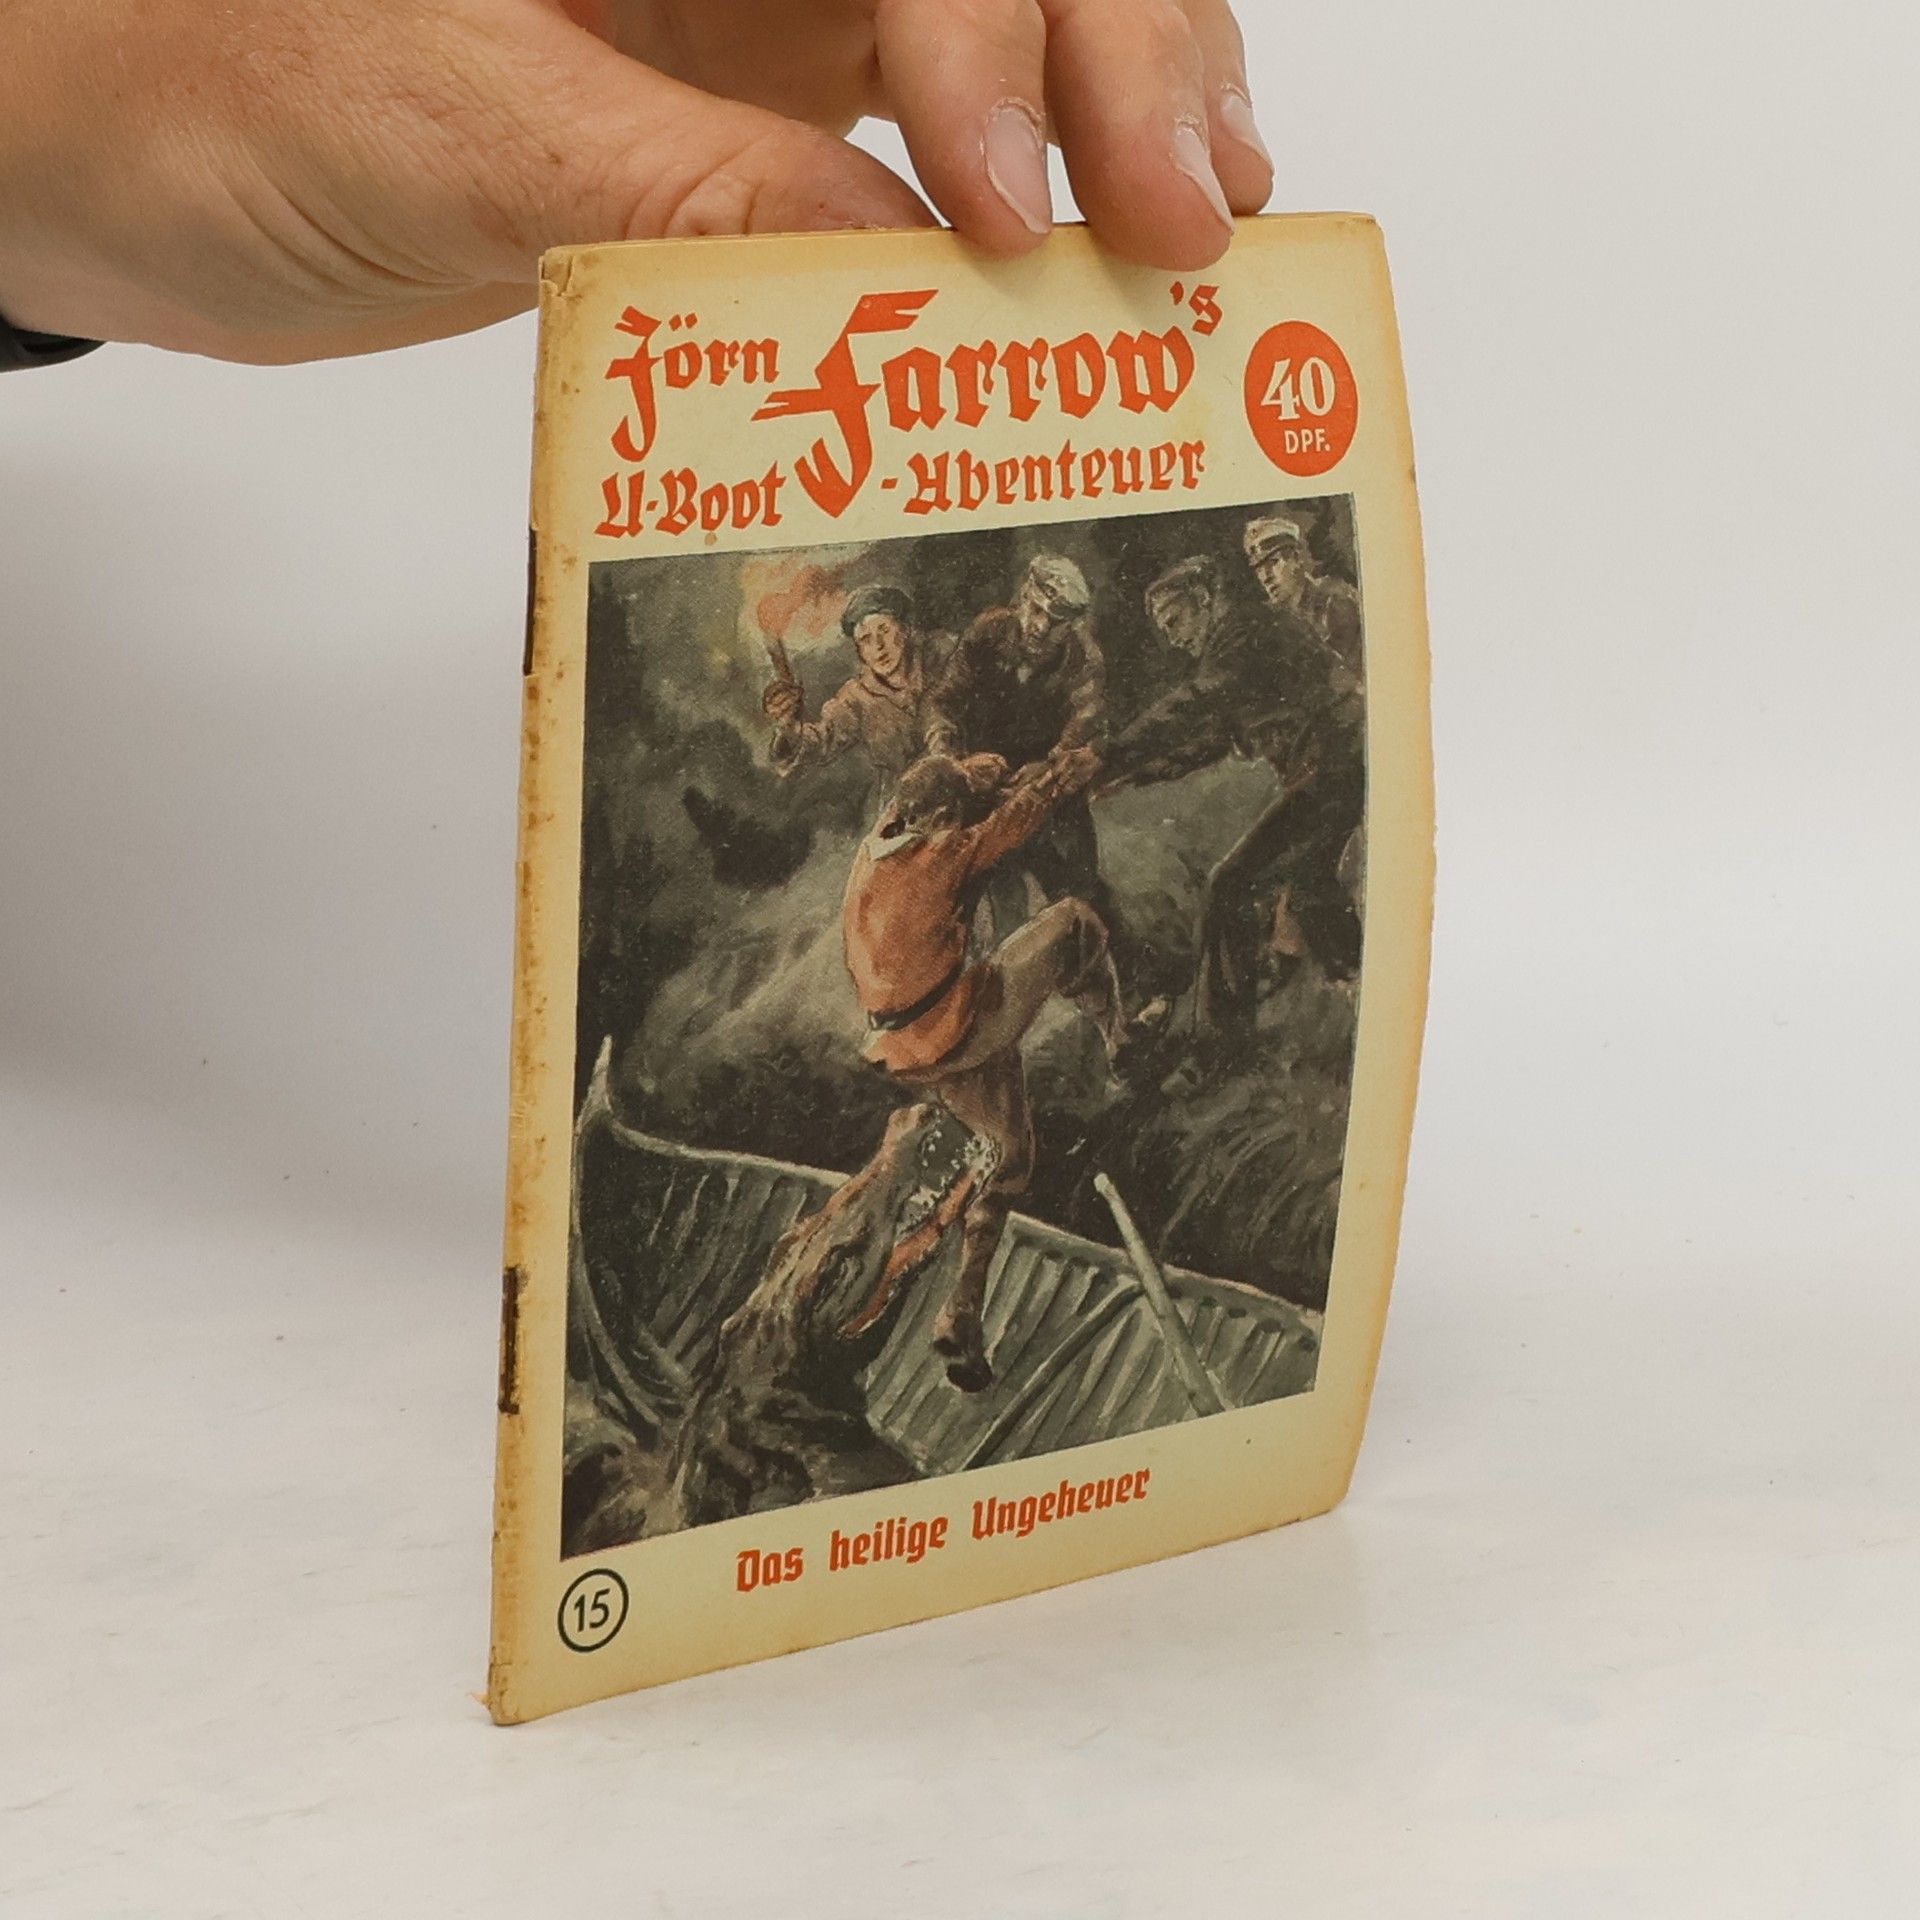 Jörn Farrow's
U-Boot-Abenteuer
40
DPF.
Das heilige Ungeheuer
15